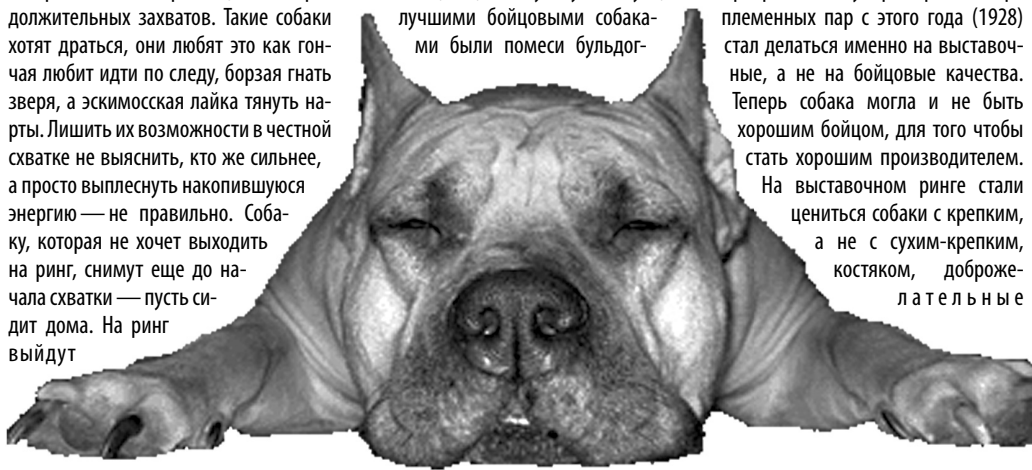 должительных захватов. Такие собаки
хотят драться, они любят это как гон-
чая любит идти по следу, борзая гнать
зверя, а эскимосская лайка тянуть на-
рты. Лишить их возможности в честной
схватке не выяснить, кто же сильнее,
а просто выплеснуть накопившуюся
энергию — не правильно. Соба-
ку, которая не хочет выходить
на ринг, снимут еще до на-
чала схватки — пусть си-
дит дома. На ринг
выйдут
лучшими бойцовыми собака-
ми были помеси бульдог-
племенных пар с этого года (1928)
стал делаться именно на выставоч-
ные, а не на бойцовые качества.
Теперь собака могла и не быть
хорошим бойцом, для того чтобы
стать хорошим производителем.
На выставочном ринге стали
цениться собаки с крепким,
а не с сухим-крепким,
костяком, доброже-
лательные